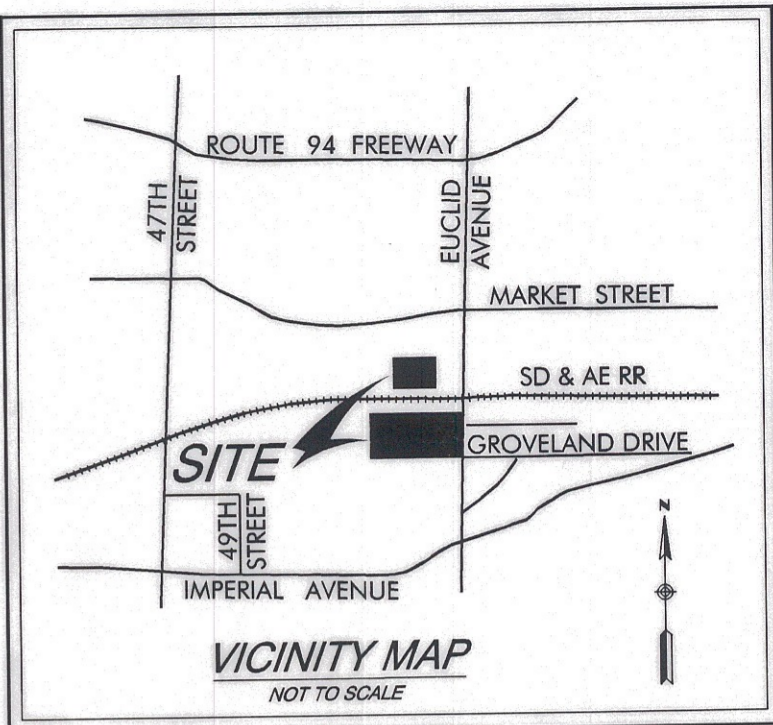 ROUTE 94 FREEWAY
47TH
STREET
EUCLID
AVENUE
MARKET STREET
SD & AE RR
GROVELAND DRIVE
SITE
49TH
STREET
IMPERIAL AVENUE
N
VICINITY MAP
NOT TO SCALE